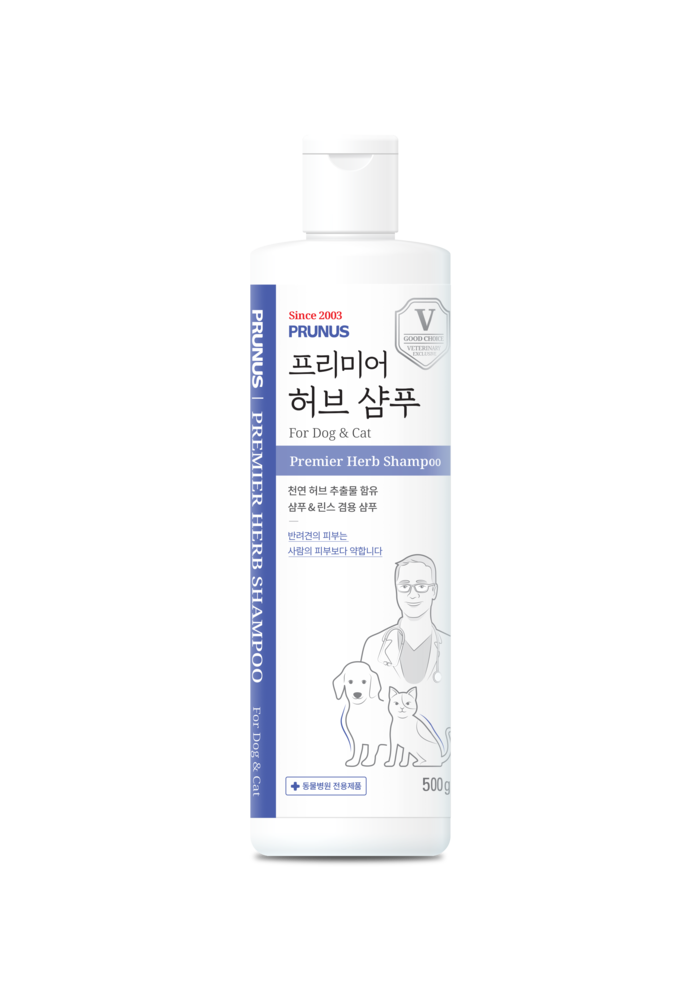 Since 2003
PRUNUS
프리미어
허브 샴푸
For Dog & Cat
Premier Herb Shampoo
천연 허브 추출물 함유
샴푸 & 린스 겸용 샴푸
반려견의 피부는
사람의 피부보다 약합니다
V
GOOD CHOICE
VETERINARY
EXCLUSIVE
동물병원 전용제품
500g
PRUNUS | PREMIER HERB SHAMPOO For Dog & Cat